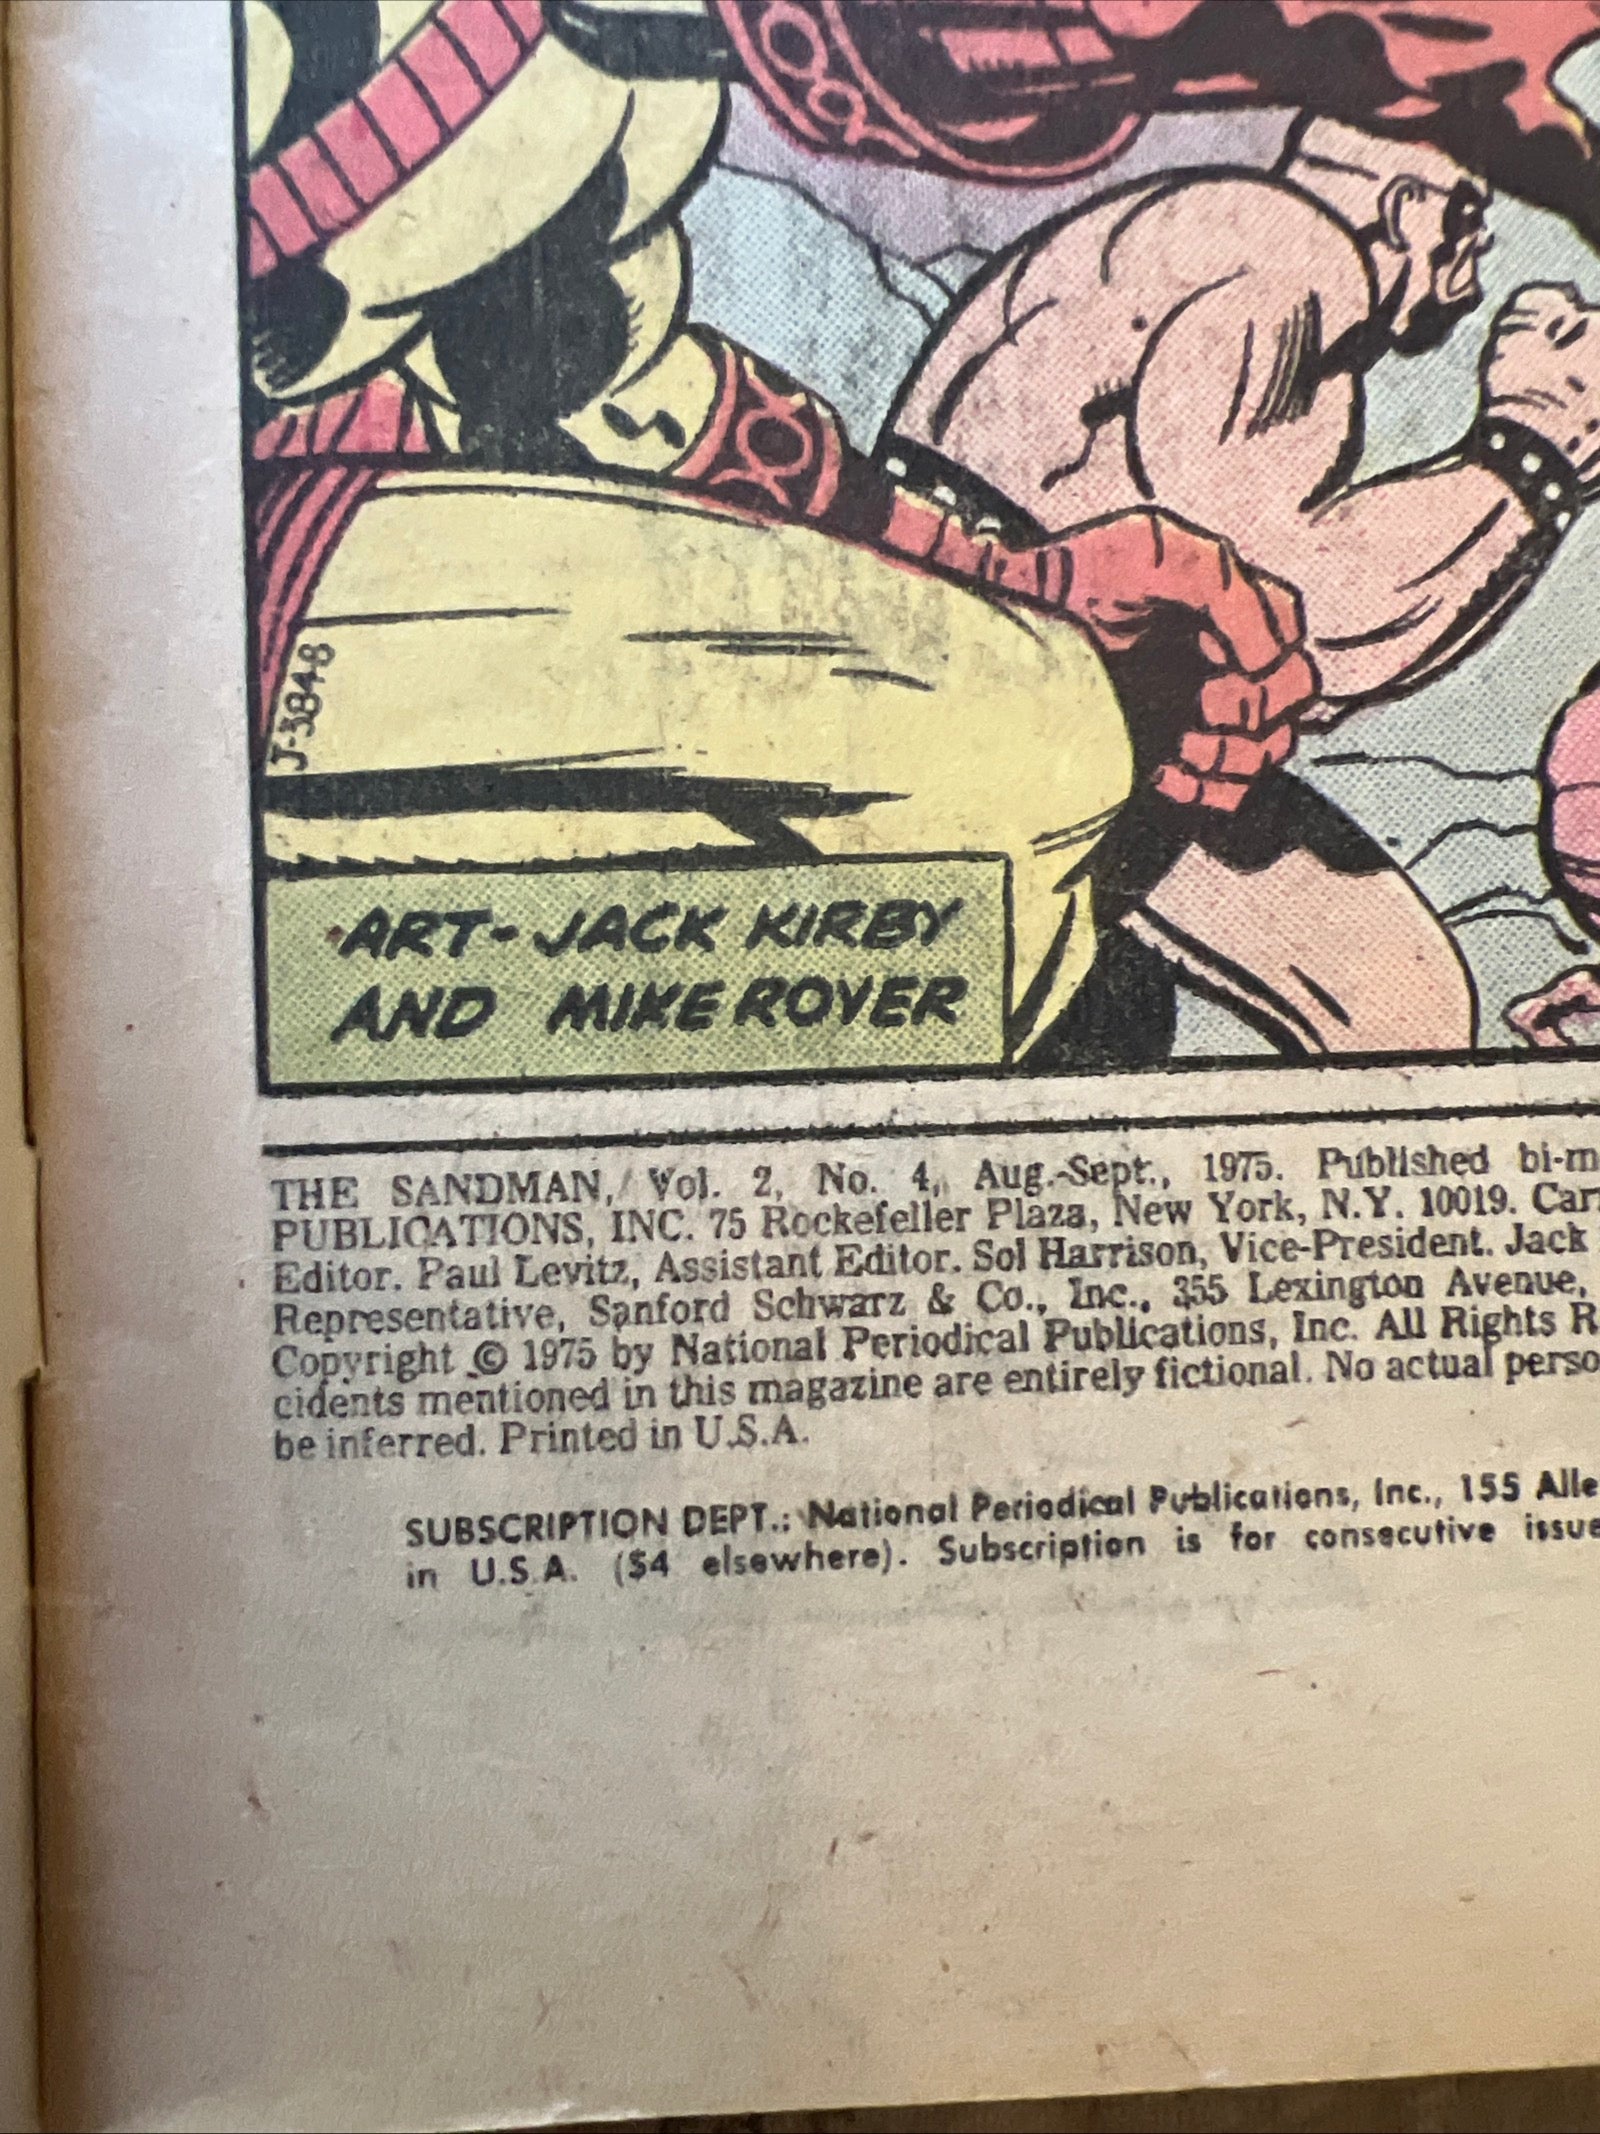 J-3848
ART- JACK KIRBY
AND MIKE ROYER
THE SANDMAN, Vol. 2, No. 4, Aug.-Sept., 1975. Published bi-m
PUBLICATIONS, INC. 75 Rockefeller Plaza, New York, N.Y. 10019. Car
Editor. Paul Levitz, Assistant Editor. Sol Harrison, Vice-President. Jack
Representative, Sanford Schwarz & Co., Inc., 355 Lexington Avenue,
Copyright © 1975 by National Periodical Publications, Inc. All Rights R
cidents mentioned in this magazine are entirely fictional. No actual perso
be inferred. Printed in U.S.A.
SUBSCRIPTION DEPT.: National Periodical Publications, Inc., 155 Alle
in U.S.A. ($4 elsewhere). Subscription is for consecutive issue